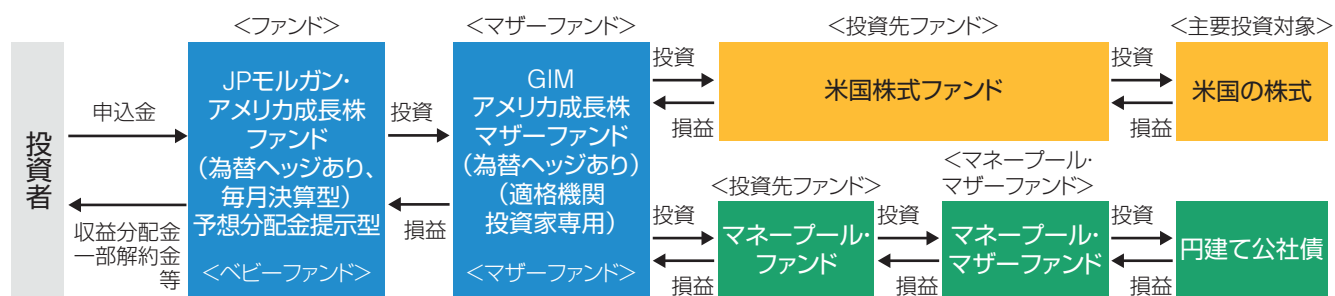 <ファンド>
<マザーファンド>
<投資先ファンド>
<主要投資対象>
投資者
申込金
収益分配金
一部解約金
等
JPモルガン・
アメリカ成長株
ファンド
(為替ヘッジあり、
毎月決算型)
予想分配金提示型
<ベビーファンド>
投資
損益
GIM
アメリカ成長株
マザーファンド
(為替ヘッジあり)
(適格機関
投資家専用)
<マザーファンド>
投資
損益
米国株式ファンド
投資
損益
米国の株式
投資
損益
<投資先ファンド>
マネープール・
ファンド
投資
損益
<マネープール・
マザーファンド>
マネープール・
マザーファンド
投資
損益
円建て公社債